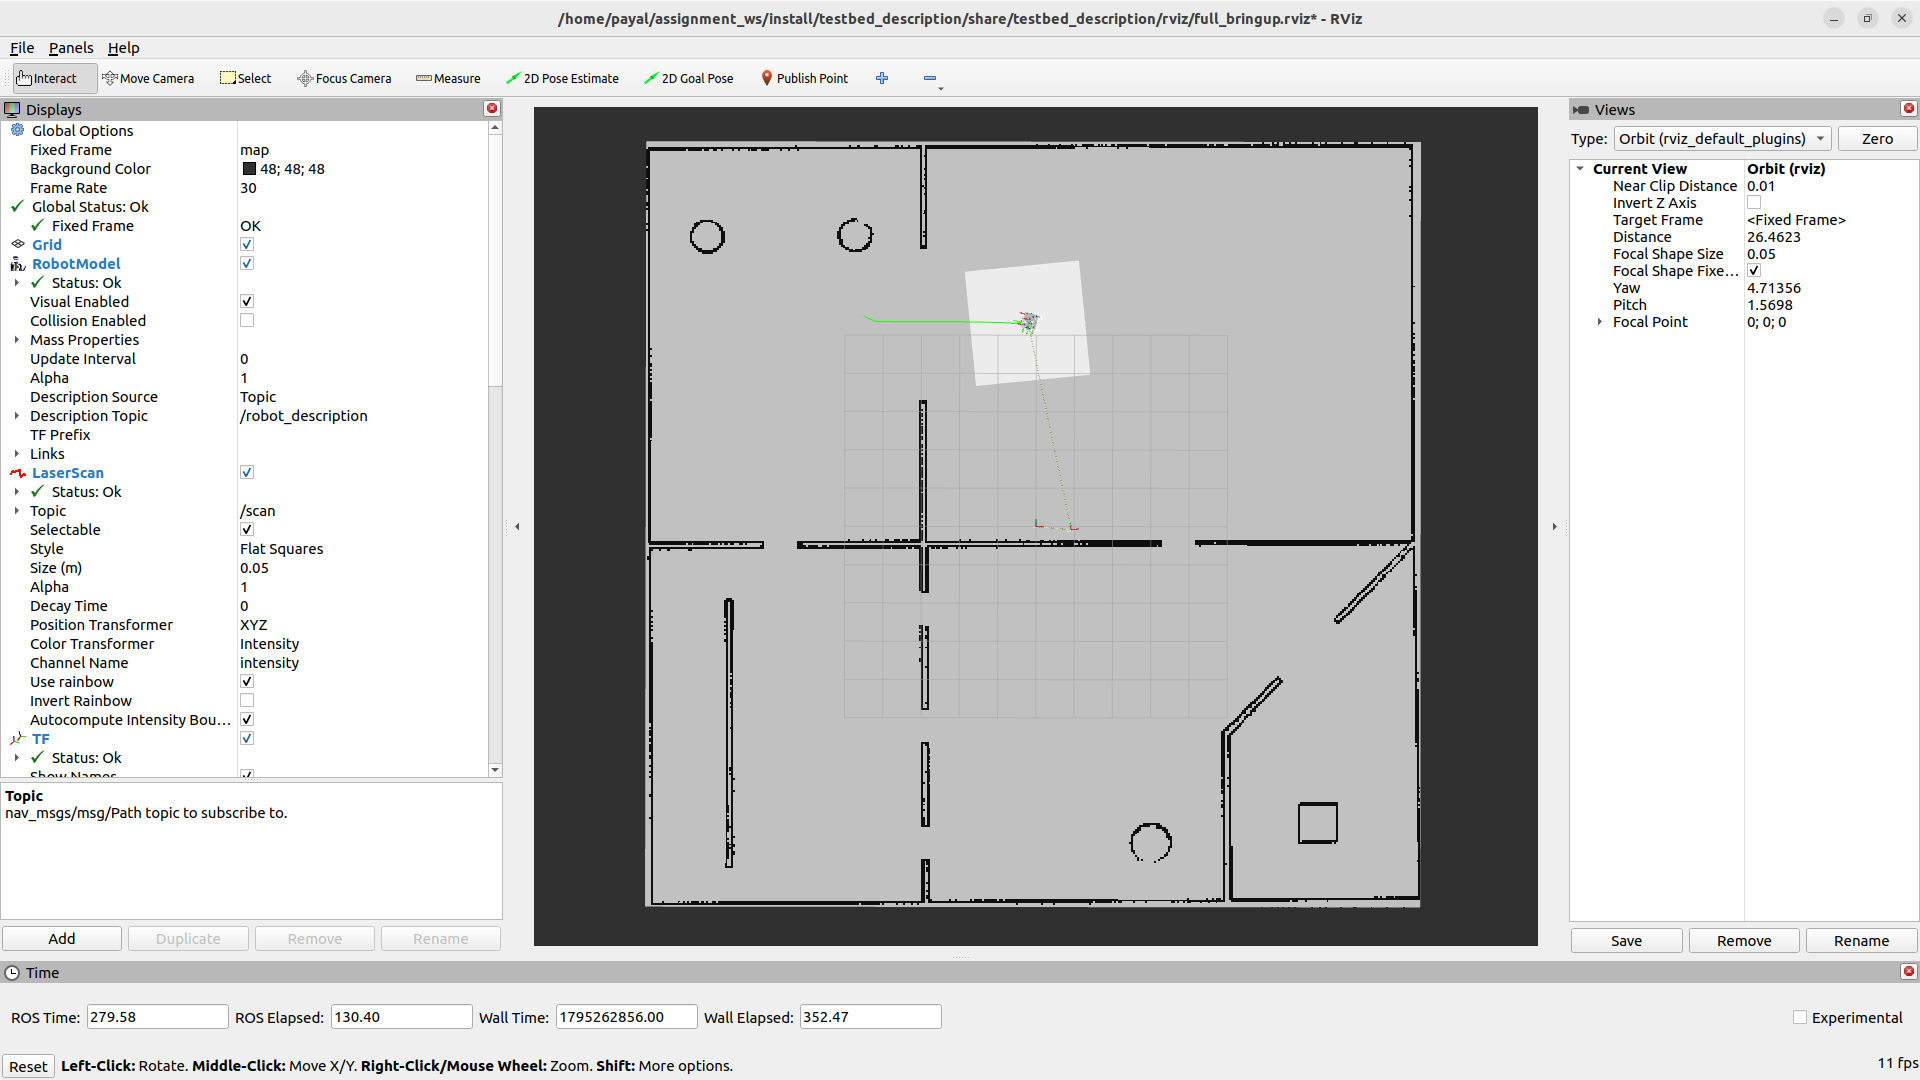 /home/payal/assignment_ws/install/testbed_description/share/testbed_description/rviz/full_bringup.rviz* - RViz
File Panels Help
Interact Move Camera Select Focus Camera Measure 2D Pose Estimate 2D Goal Pose Publish Point
Displays
Global Options
Fixed Frame map
Background Color 48; 48; 48
Frame Rate 30
Global Status: Ok
Fixed Frame OK
Grid
RobotModel
Status: Ok
Visual Enabled
Collision Enabled
Mass Properties
Update Interval 0
Alpha 1
Description Source Topic
Description Topic /robot_description
TF Prefix
Links
LaserScan
Status: Ok
Topic /scan
Selectable
Style Flat Squares
Size (m) 0.05
Alpha 1
Decay Time 0
Position Transformer XYZ
Color Transformer Intensity
Channel Name intensity
Use rainbow
Invert Rainbow
Autocompute Intensity Bou...
TF
Status: Ok
Show Names
Topic
nav_msgs/msg/Path topic to subscribe to.
Add Duplicate Remove Rename
Views
Type: Orbit (rviz_default_plugins) Zero
Current View Orbit (rviz)
Near Clip Distance 0.01
Invert Z Axis
Target Frame <Fixed Frame>
Distance 26.4623
Focal Shape Size 0.05
Focal Shape Fixe...
Yaw 4.71356
Pitch 1.5698
Focal Point 0; 0; 0
Save Remove Rename
Time
ROS Time: 279.58 ROS Elapsed: 130.40 Wall Time: 1795262856.00 Wall Elapsed: 352.47 Experimental
Reset Left-Click: Rotate. Middle-Click: Move X/Y. Right-Click/Mouse Wheel: Zoom. Shift: More options. 11 fps